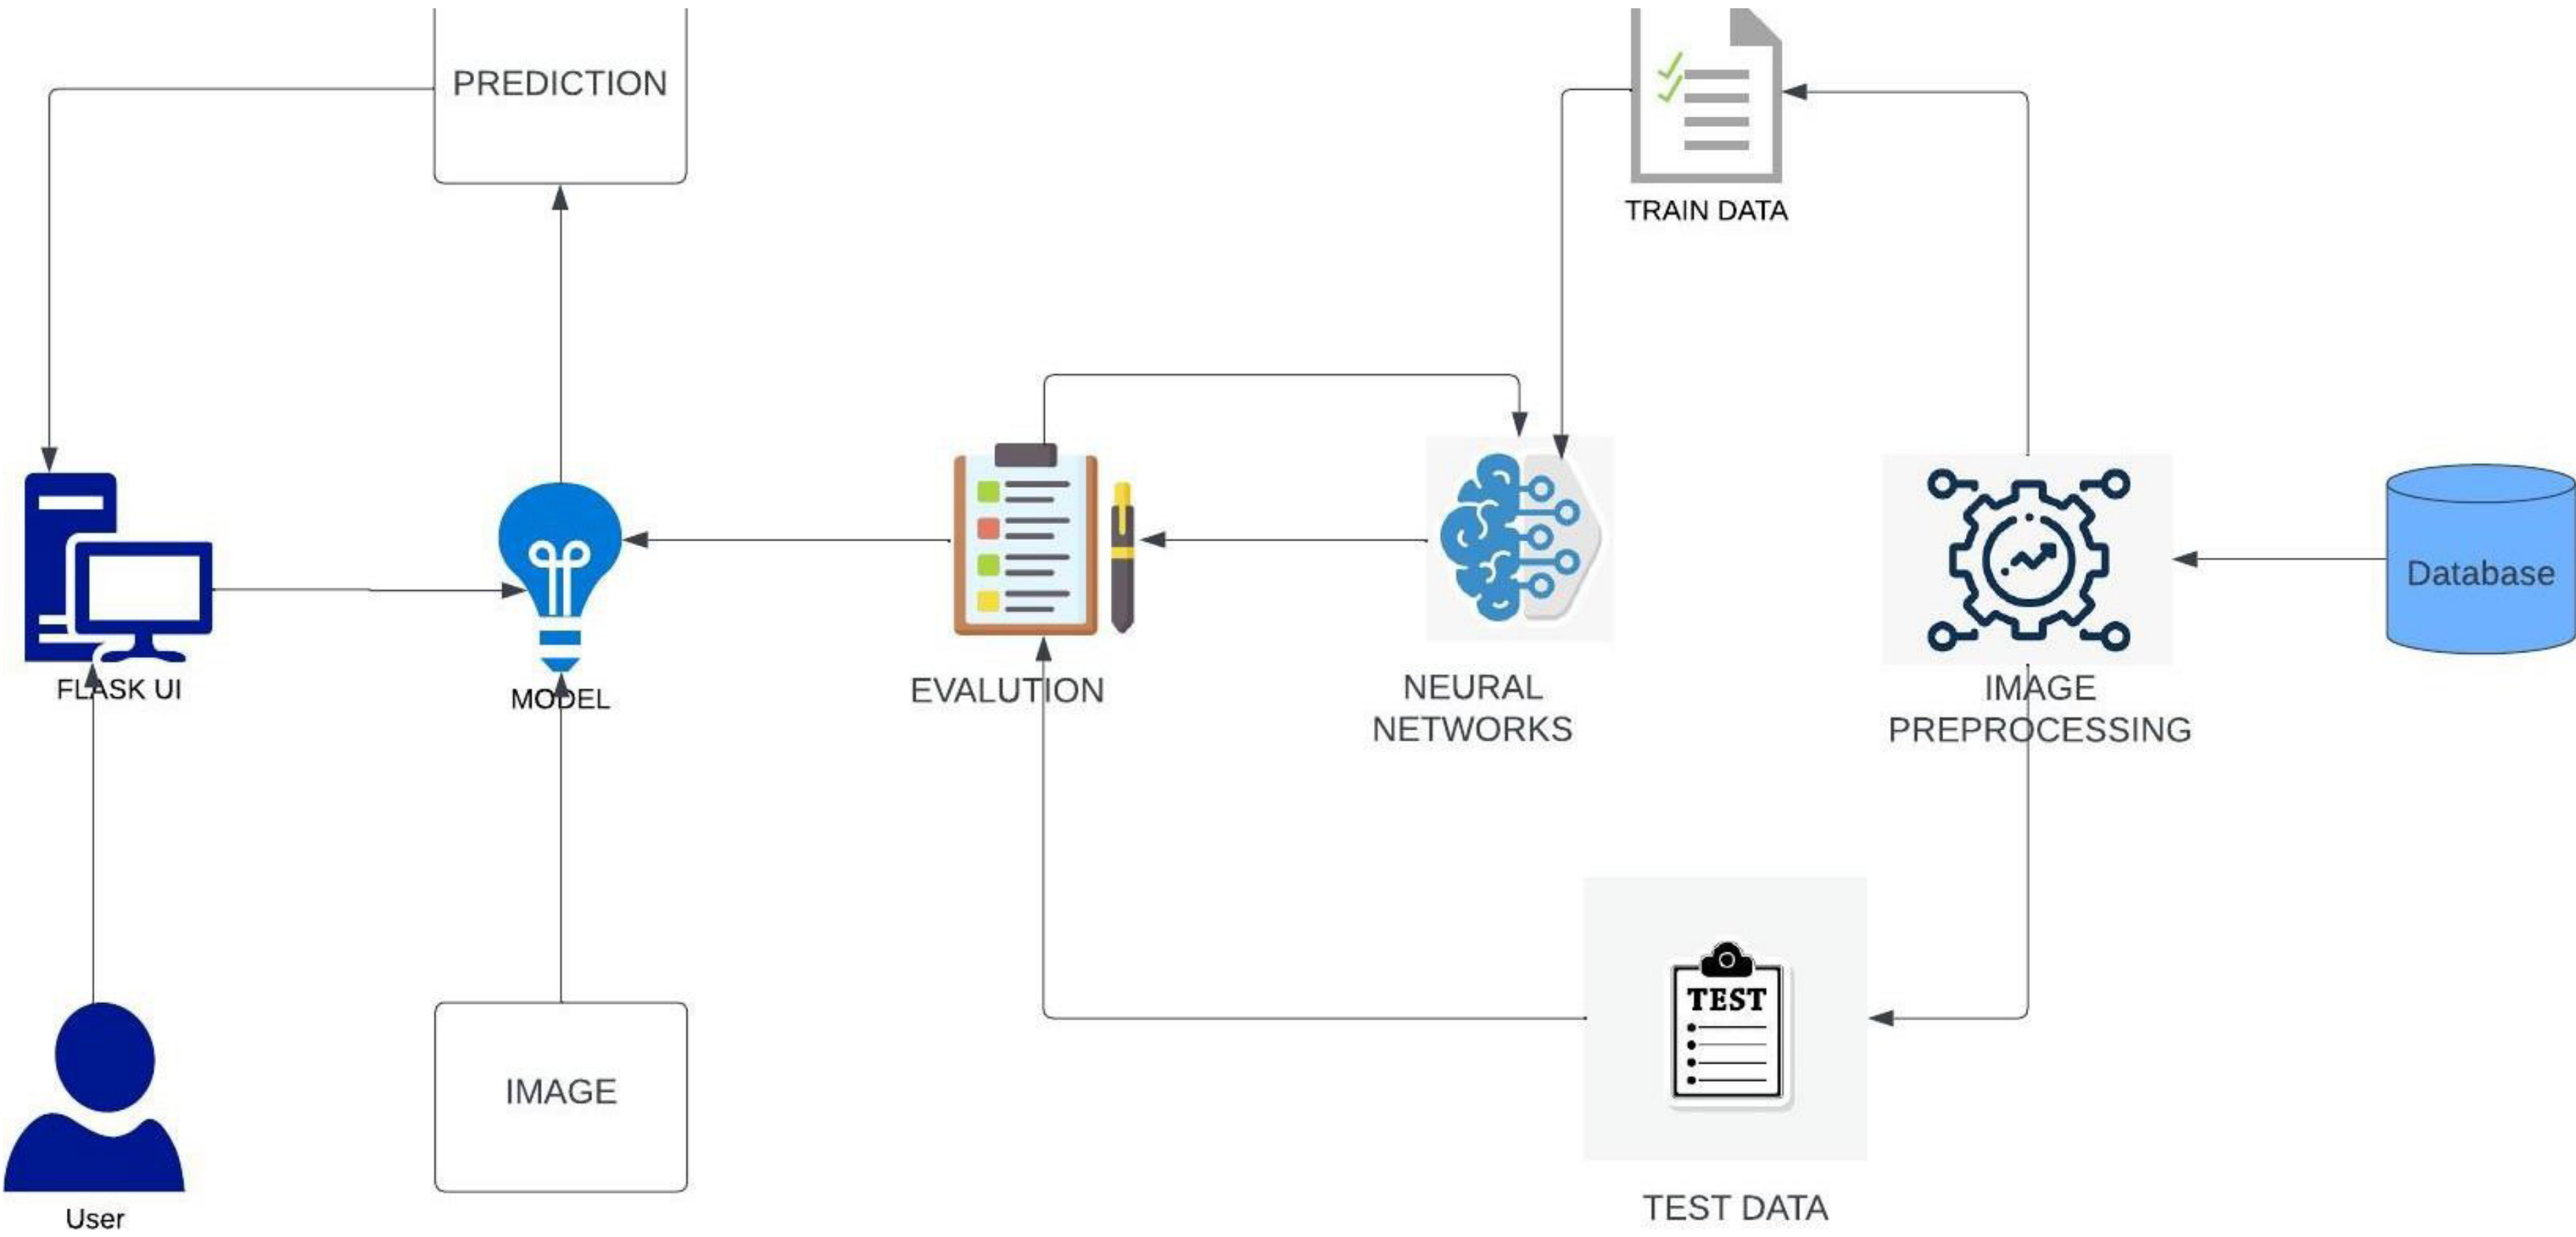 PREDICTION
TRAIN DATA
Database
FLASK UI
MODEL
EVALUTION
NEURAL
NETWORKS
IMAGE
PREPROCESSING
TEST
IMAGE
User
TEST DATA